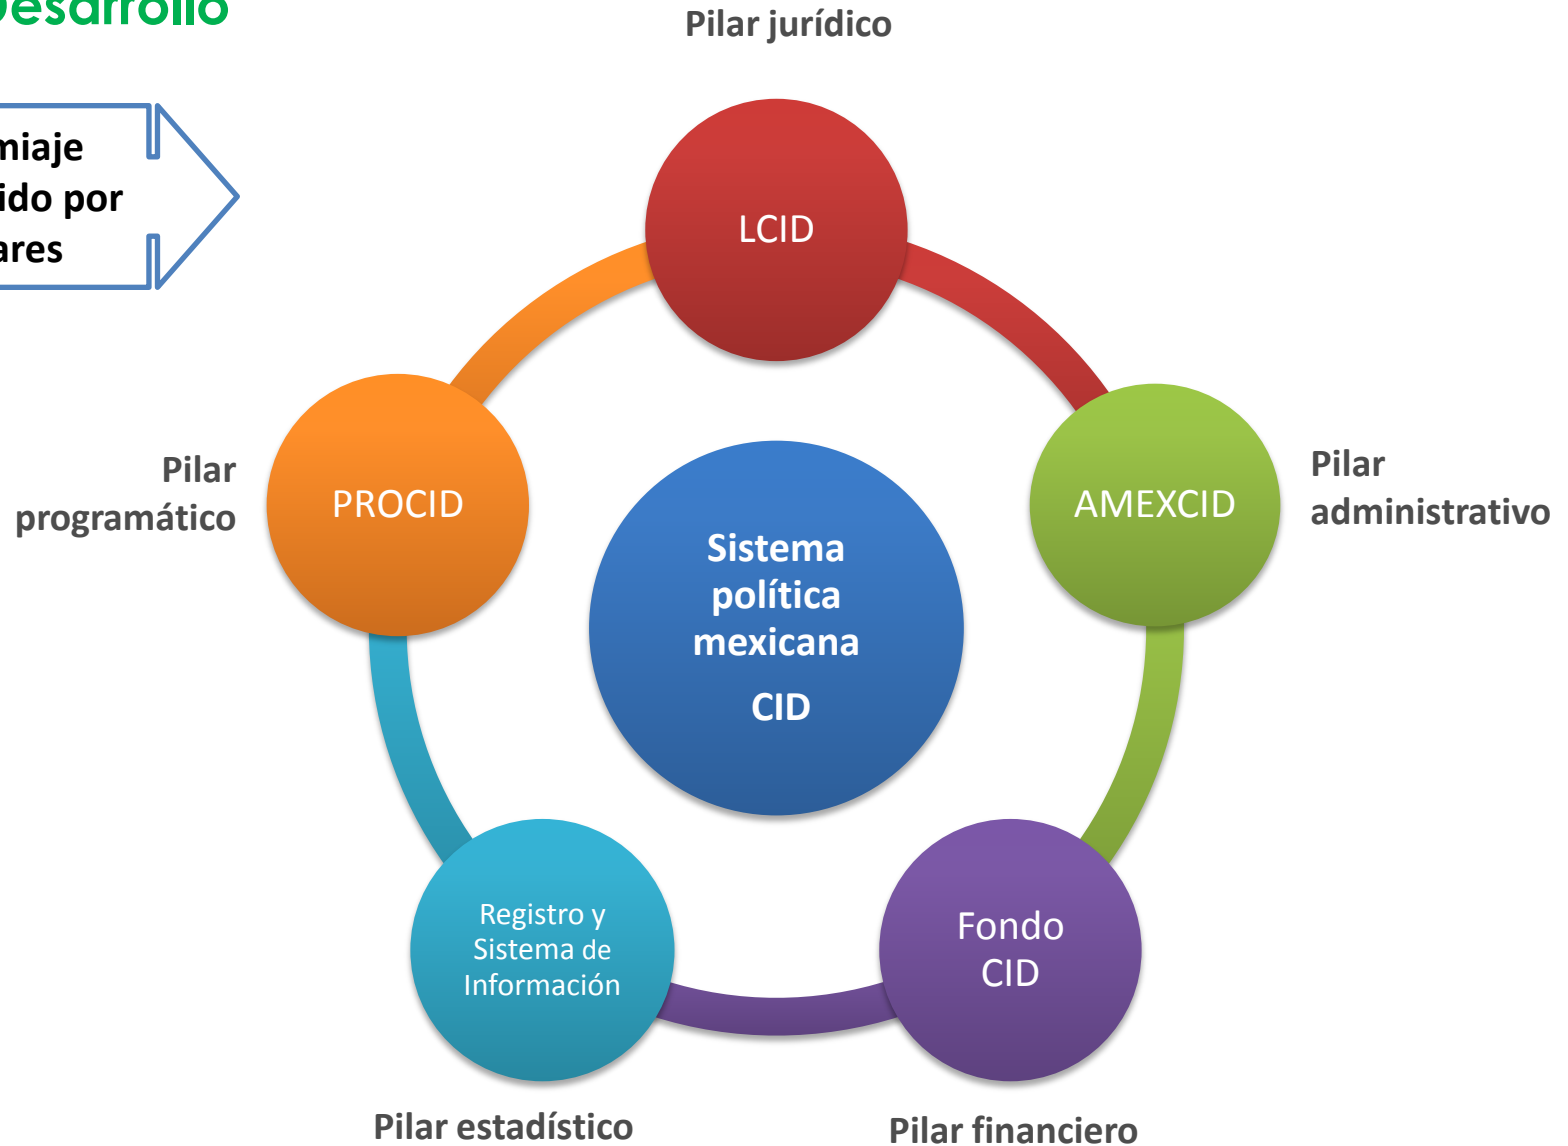 Desarrollo
Pilar jurídico
miaje
ido por
ares
LCID
PROCID
Pilar
programático
AMEXCID
Pilar
administrativo
Sistema
política
mexicana
CID
Registro y
Sistema de
Información
Fondo
CID
Pilar estadístico
Pilar financiero